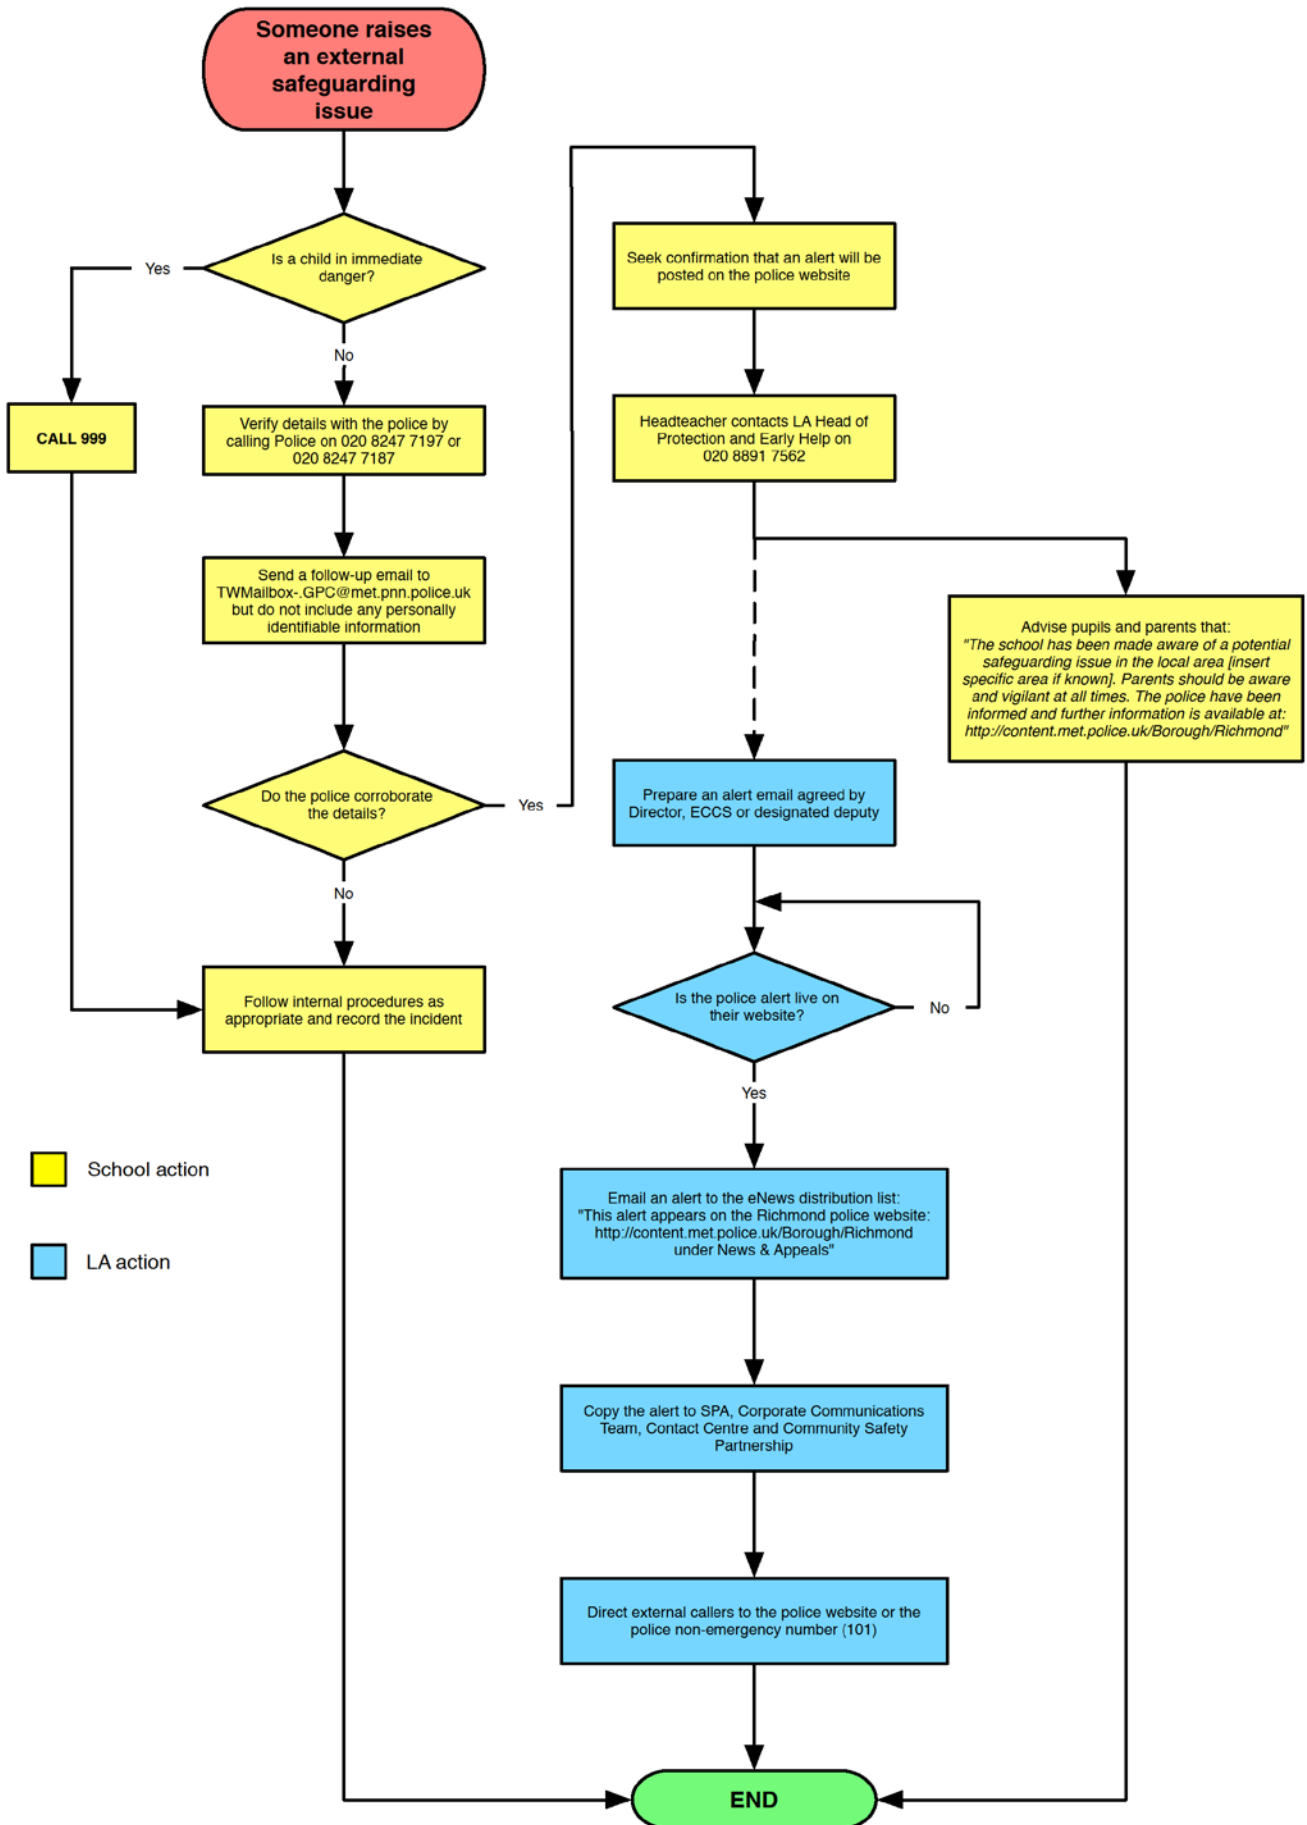 Someone raises
an external
safeguarding
issue
Is a child in immediate
danger?
Yes
No
CALL 999
Verify details with the police by
calling Police on 020 8247 7197 or
020 8247 7187
Send a follow-up email to
TWMailbox-.GPC@met.pnn.police.uk
but do not include any personally
identifiable information
Do the police corroborate
the details?
Yes
No
Follow internal procedures as
appropriate and record the incident
Seek confirmation that an alert will be
posted on the police website
Headteacher contacts LA Head of
Protection and Early Help on
020 8891 7562
Advise pupils and parents that:
"The school has been made aware of a potential
safeguarding issue in the local area [insert
specific area if known]. Parents should be aware
and vigilant at all times. The police have been
informed and further information is available at:
http://content.met.police.uk/Borough/Richmond"
Prepare an alert email agreed by
Director, ECCS or designated deputy
Is the police alert live on
their website?
No
Yes
Email an alert to the eNews distribution list:
"This alert appears on the Richmond police website:
http://content.met.police.uk/Borough/Richmond
under News & Appeals"
Copy the alert to SPA, Corporate Communications
Team, Contact Centre and Community Safety
Partnership
Direct external callers to the police website or the
police non-emergency number (101)
END
School action
LA action